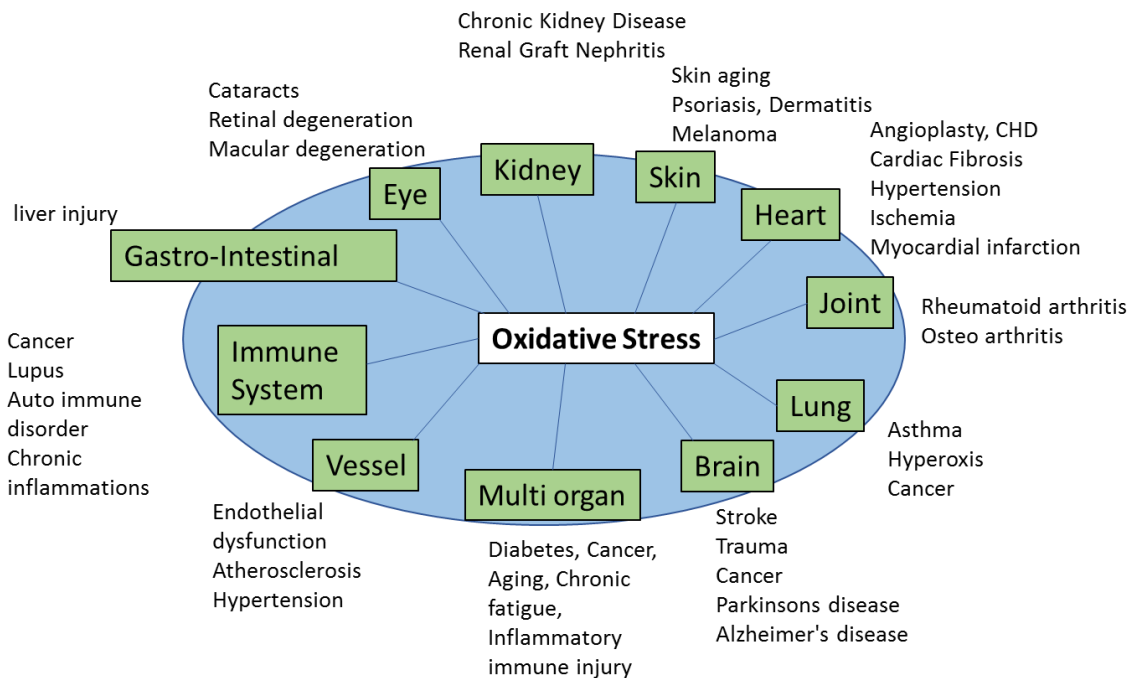 Chronic Kidney Disease
Renal Graft Nephritis
Skin aging
Psoriasis, Dermatitis
Melanoma
Cataracts
Retinal degeneration
Macular degeneration
Angioplasty, CHD
Cardiac Fibrosis
Hypertension
Ischemia
Myocardial infarction
Kidney
Skin
Eye
Heart
liver injury
Gastro-Intestinal
Joint
Rheumatoid arthritis
Osteo arthritis
Oxidative Stress
Immune
System
Cancer
Lupus
Auto immune
disorder
Chronic
inflammations
Lung
Asthma
Hyperoxis
Cancer
Vessel
Endothelial
dysfunction
Atherosclerosis
Hypertension
Multi organ
Diabetes, Cancer,
Aging, Chronic
fatigue,
Inflammatory
immune injury
Brain
Stroke
Trauma
Cancer
Parkinsons disease
Alzheimer's disease